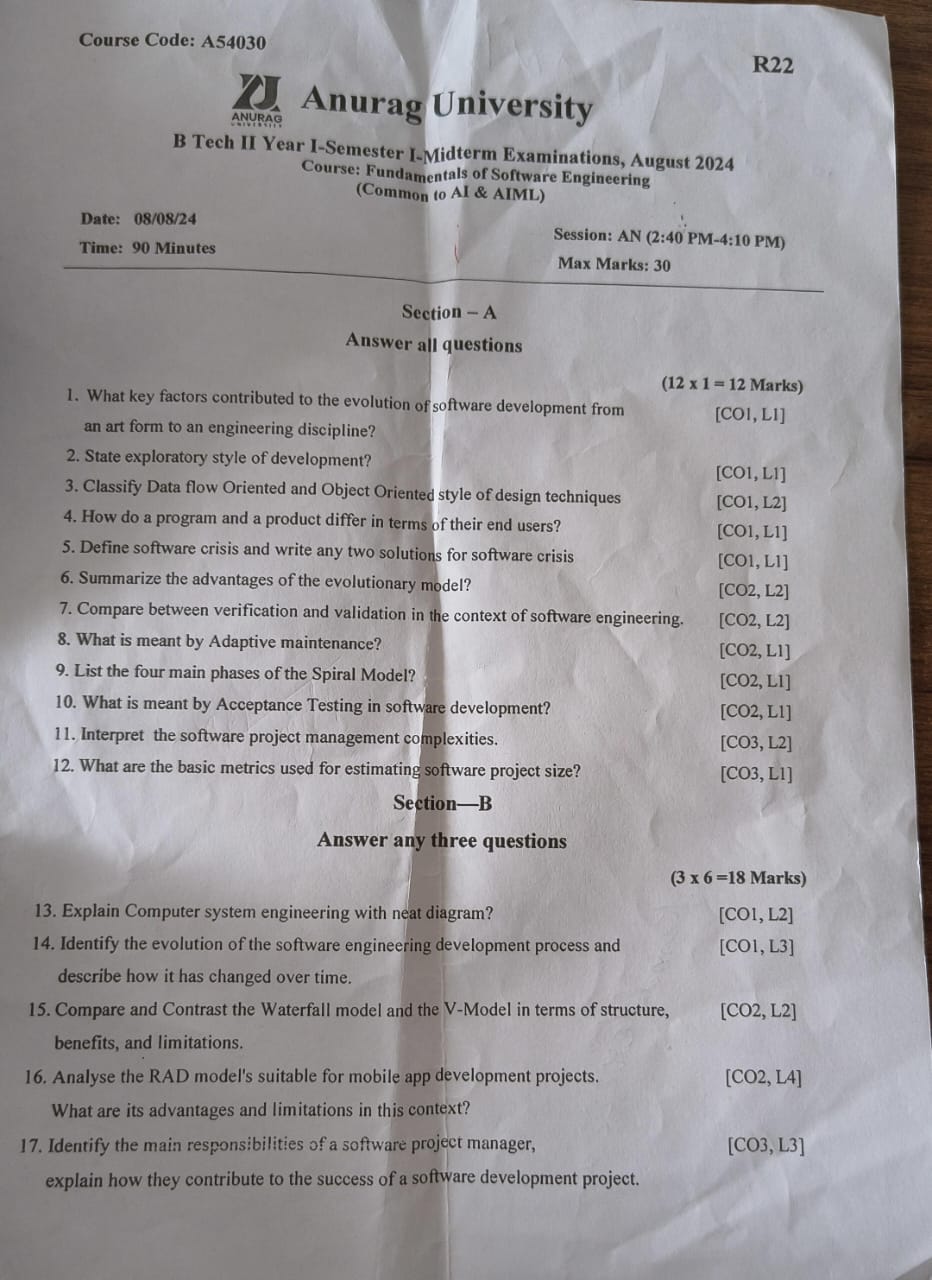 Course Code: A54030
R22
ANURAG
UNIVERSITY
Anurag University
B Tech II Year I-Semester I-Midterm Examinations, August 2024
Course: Fundamentals of Software Engineering
(Common to AI & AIML)
Date: 08/08/24
Session: AN (2:40 PM-4:10 PM)
Time: 90 Minutes
Max Marks: 30
Section – A
Answer all questions
(12 x 1 = 12 Marks)
1. What key factors contributed to the evolution of software development from [CO1, L1]
an art form to an engineering discipline?
2. State exploratory style of development? [CO1, L1]
3. Classify Data flow Oriented and Object Oriented style of design techniques [CO1, L2]
4. How do a program and a product differ in terms of their end users? [CO1, L1]
5. Define software crisis and write any two solutions for software crisis [CO1, L1]
6. Summarize the advantages of the evolutionary model? [CO2, L2]
7. Compare between verification and validation in the context of software engineering. [CO2, L2]
8. What is meant by Adaptive maintenance? [CO2, L1]
9. List the four main phases of the Spiral Model? [CO2, L1]
10. What is meant by Acceptance Testing in software development? [CO2, L1]
11. Interpret the software project management complexities. [CO3, L2]
12. What are the basic metrics used for estimating software project size? [CO3, L1]
Section—B
Answer any three questions
(3 x 6 =18 Marks)
13. Explain Computer system engineering with neat diagram? [CO1, L2]
14. Identify the evolution of the software engineering development process and [CO1, L3]
describe how it has changed over time.
15. Compare and Contrast the Waterfall model and the V-Model in terms of structure, [CO2, L2]
benefits, and limitations.
16. Analyse the RAD model's suitable for mobile app development projects. [CO2, L4]
What are its advantages and limitations in this context?
17. Identify the main responsibilities of a software project manager, [CO3, L3]
explain how they contribute to the success of a software development project.